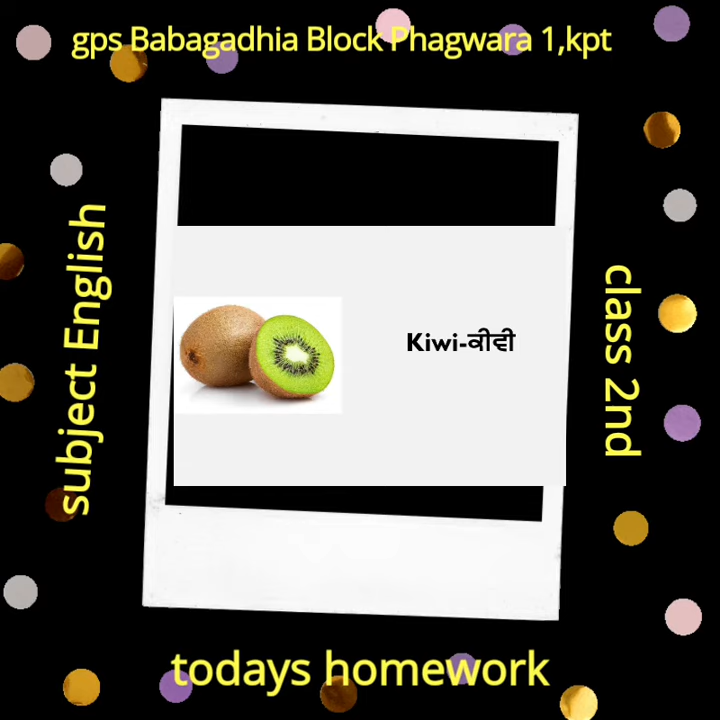 gps Babagadhia Block Phagwara 1,kpt
subject English
Kiwi-ਕੀਵੀ
class 2nd
todays homework